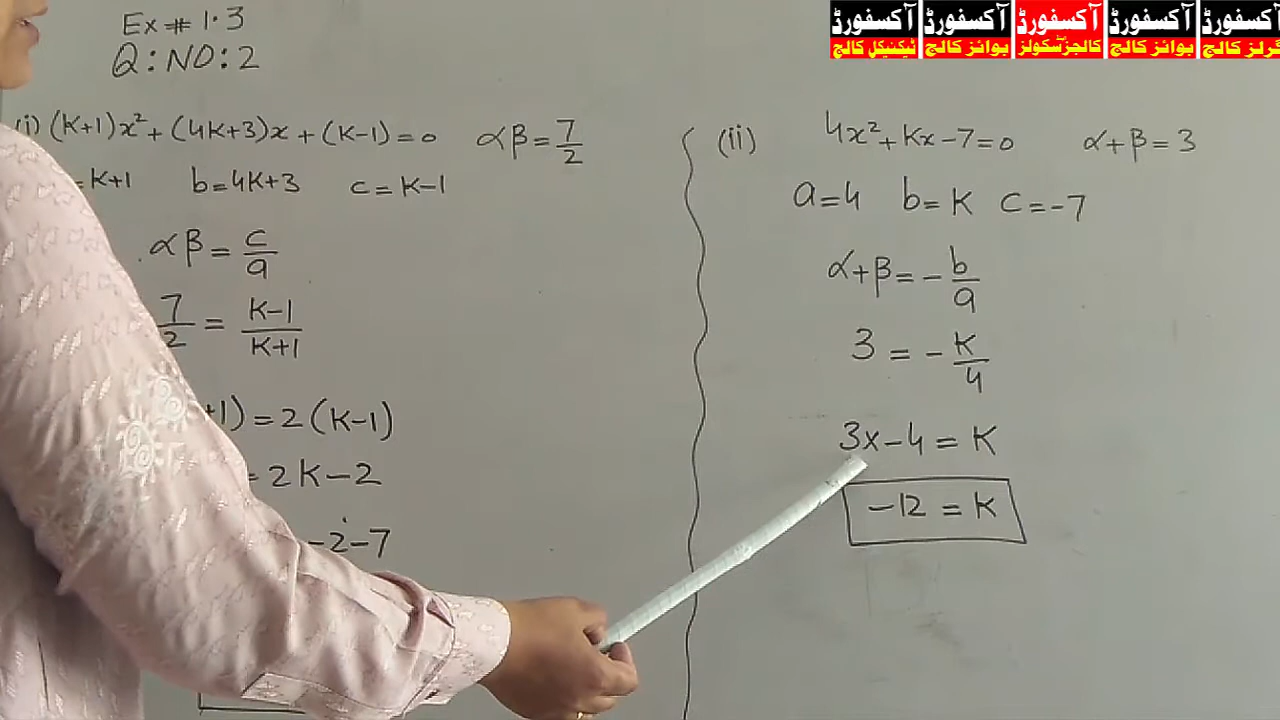 Ex # 1.3
Q:NO:2
آکسفورڈ ٹیکنیکل کالج
آکسفورڈ بوائز کالج
آکسفورڈ کالجز سکولز
آکسفورڈ بوائز کالج
آکسفورڈ گرلز کالج
(i) (K+1)x² + (4K+3)x + (K-1) = 0 αβ = 7/2
= K+1 b = 4K+3 c = K-1
αβ = c/a
7/2 = K-1/K+1
+1) = 2(K-1)
= 2K-2
-2-7
(ii) 4x²+Kx-7=0 α+β=3
a=4 b=K c=-7
α+β = -b/a
3 = -K/4
3x-4 = K
-12 = K